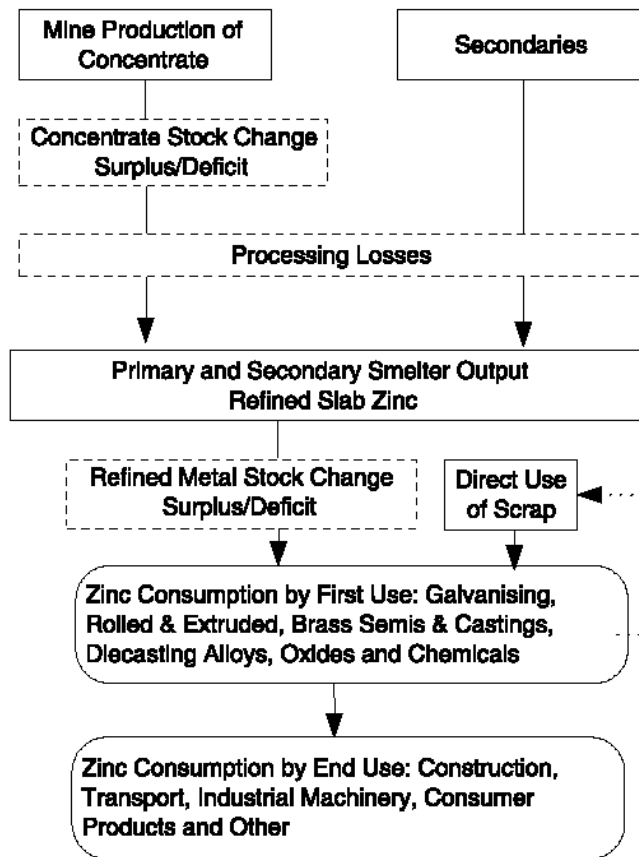 Mine Production of
Concentrate
Secondaries
Concentrate Stock Change
Surplus/Deficit
Processing Losses
Primary and Secondary Smelter Output
Refined Slab Zinc
Refined Metal Stock Change
Surplus/Deficit
Direct Use
of Scrap
Zinc Consumption by First Use: Galvanising,
Rolled & Extruded, Brass Semis & Castings,
Diecasting Alloys, Oxides and Chemicals
Zinc Consumption by End Use: Construction,
Transport, Industrial Machinery, Consumer
Products and Other